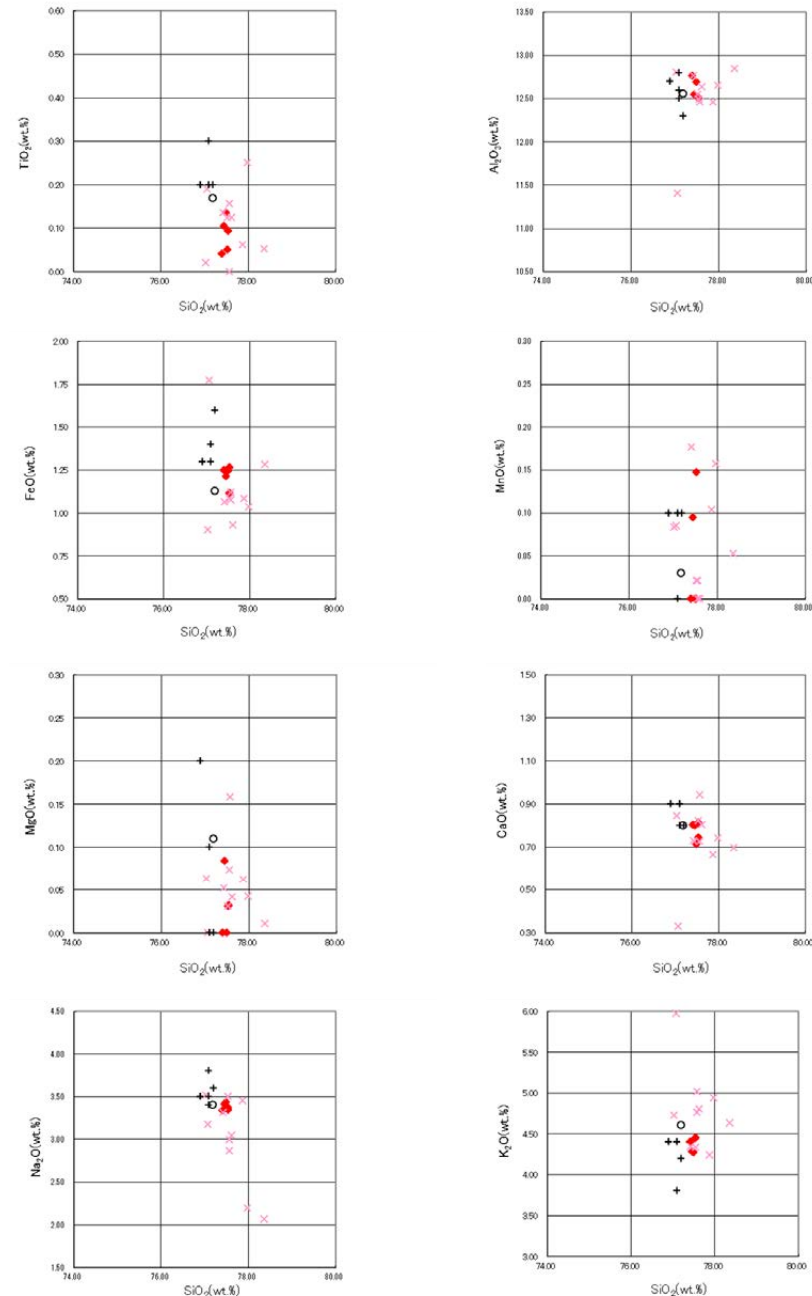 TiO₂(wt.%)
0.60
0.50
0.40
0.30
0.20
0.10
0.00
74.00 76.00 78.00 80.00
SiO₂(wt.%)
Al₂O₃(wt.%)
13.50
13.00
12.50
12.00
11.50
11.00
10.50
74.00 76.00 78.00 80.00
SiO₂(wt.%)
FeO(wt.%)
2.00
1.75
1.50
1.25
1.00
0.75
0.50
74.00 76.00 78.00 80.00
SiO₂(wt.%)
MnO(wt.%)
0.30
0.25
0.20
0.15
0.10
0.05
0.00
74.00 76.00 78.00 80.00
SiO₂(wt.%)
MgO(wt.%)
0.30
0.25
0.20
0.15
0.10
0.05
0.00
74.00 76.00 78.00 80.00
SiO₂(wt.%)
CaO(wt.%)
1.50
1.30
1.10
0.90
0.70
0.50
0.30
74.00 76.00 78.00 80.00
SiO₂(wt.%)
Na₂O(wt.%)
4.50
4.00
3.50
3.00
2.50
2.00
1.50
74.00 76.00 78.00 80.00
SiO₂(wt.%)
K₂O(wt.%)
6.00
5.50
5.00
4.50
4.00
3.50
3.00
74.00 76.00 78.00 80.00
SiO₂(wt.%)